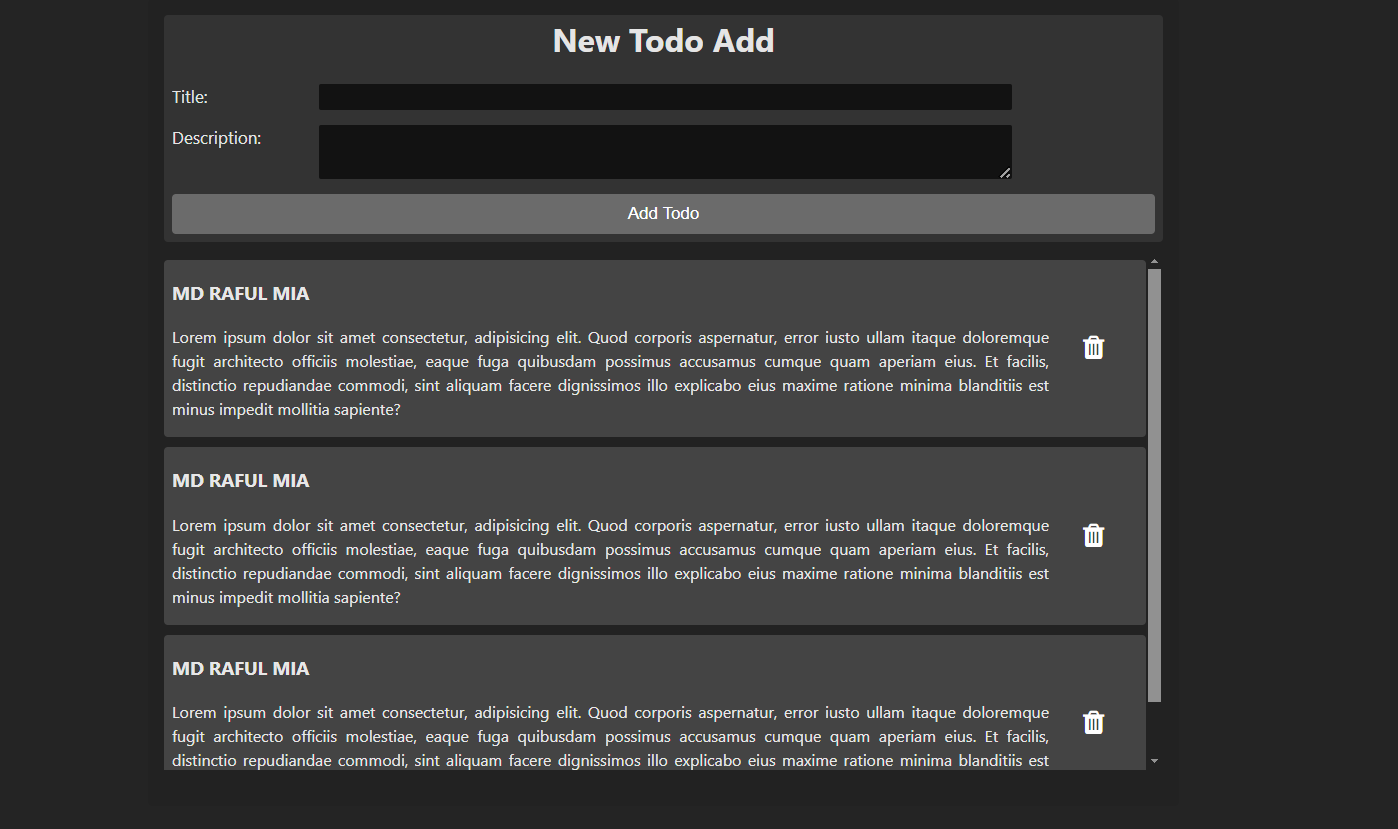 New Todo Add
Title:
Description:
Add Todo
MD RAFUL MIA
Lorem ipsum dolor sit amet consectetur, adipisicing elit. Quod corporis aspernatur, error iusto ullam itaque doloremque
fugit architecto officiis molestiae, eaque fuga quibusdam possimus accusamus cumque quam aperiam eius. Et facilis,
distinctio repudiandae commodi, sint aliquam facere dignissimos illo explicabo eius maxime ratione minima blanditiis est
minus impedit mollitia sapiente?
MD RAFUL MIA
Lorem ipsum dolor sit amet consectetur, adipisicing elit. Quod corporis aspernatur, error iusto ullam itaque doloremque
fugit architecto officiis molestiae, eaque fuga quibusdam possimus accusamus cumque quam aperiam eius. Et facilis,
distinctio repudiandae commodi, sint aliquam facere dignissimos illo explicabo eius maxime ratione minima blanditiis est
minus impedit mollitia sapiente?
MD RAFUL MIA
Lorem ipsum dolor sit amet consectetur, adipisicing elit. Quod corporis aspernatur, error iusto ullam itaque doloremque
fugit architecto officiis molestiae, eaque fuga quibusdam possimus accusamus cumque quam aperiam eius. Et facilis,
distinctio repudiandae commodi, sint aliquam facere dignissimos illo explicabo eius maxime ratione minima blanditiis est